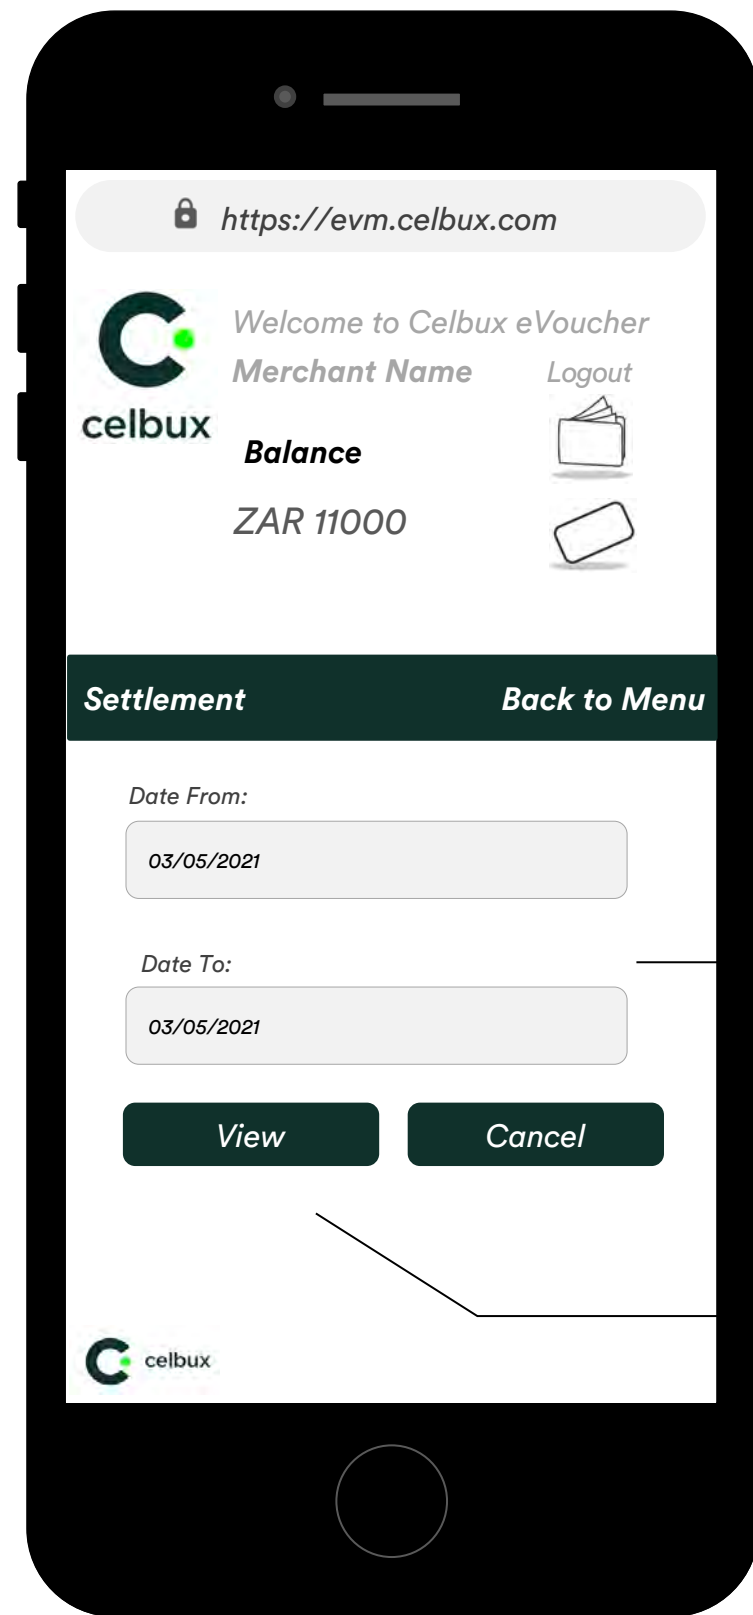 https://evm.celbux.com
Welcome to Celbux eVoucher
Merchant Name Logout
celbux
Balance
ZAR 11000
Settlement Back to Menu
Date From:
03/05/2021
Date To:
03/05/2021
View Cancel
celbux